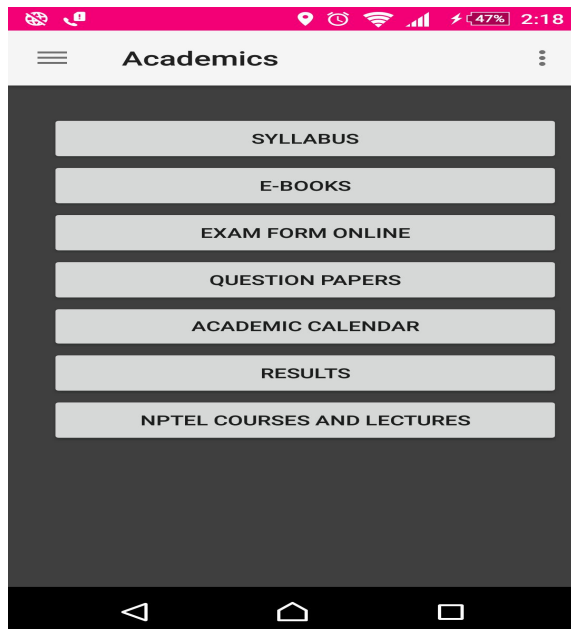 47% 2:18
Academics
SYLLABUS
E-BOOKS
EXAM FORM ONLINE
QUESTION PAPERS
ACADEMIC CALENDAR
RESULTS
NPTEL COURSES AND LECTURES